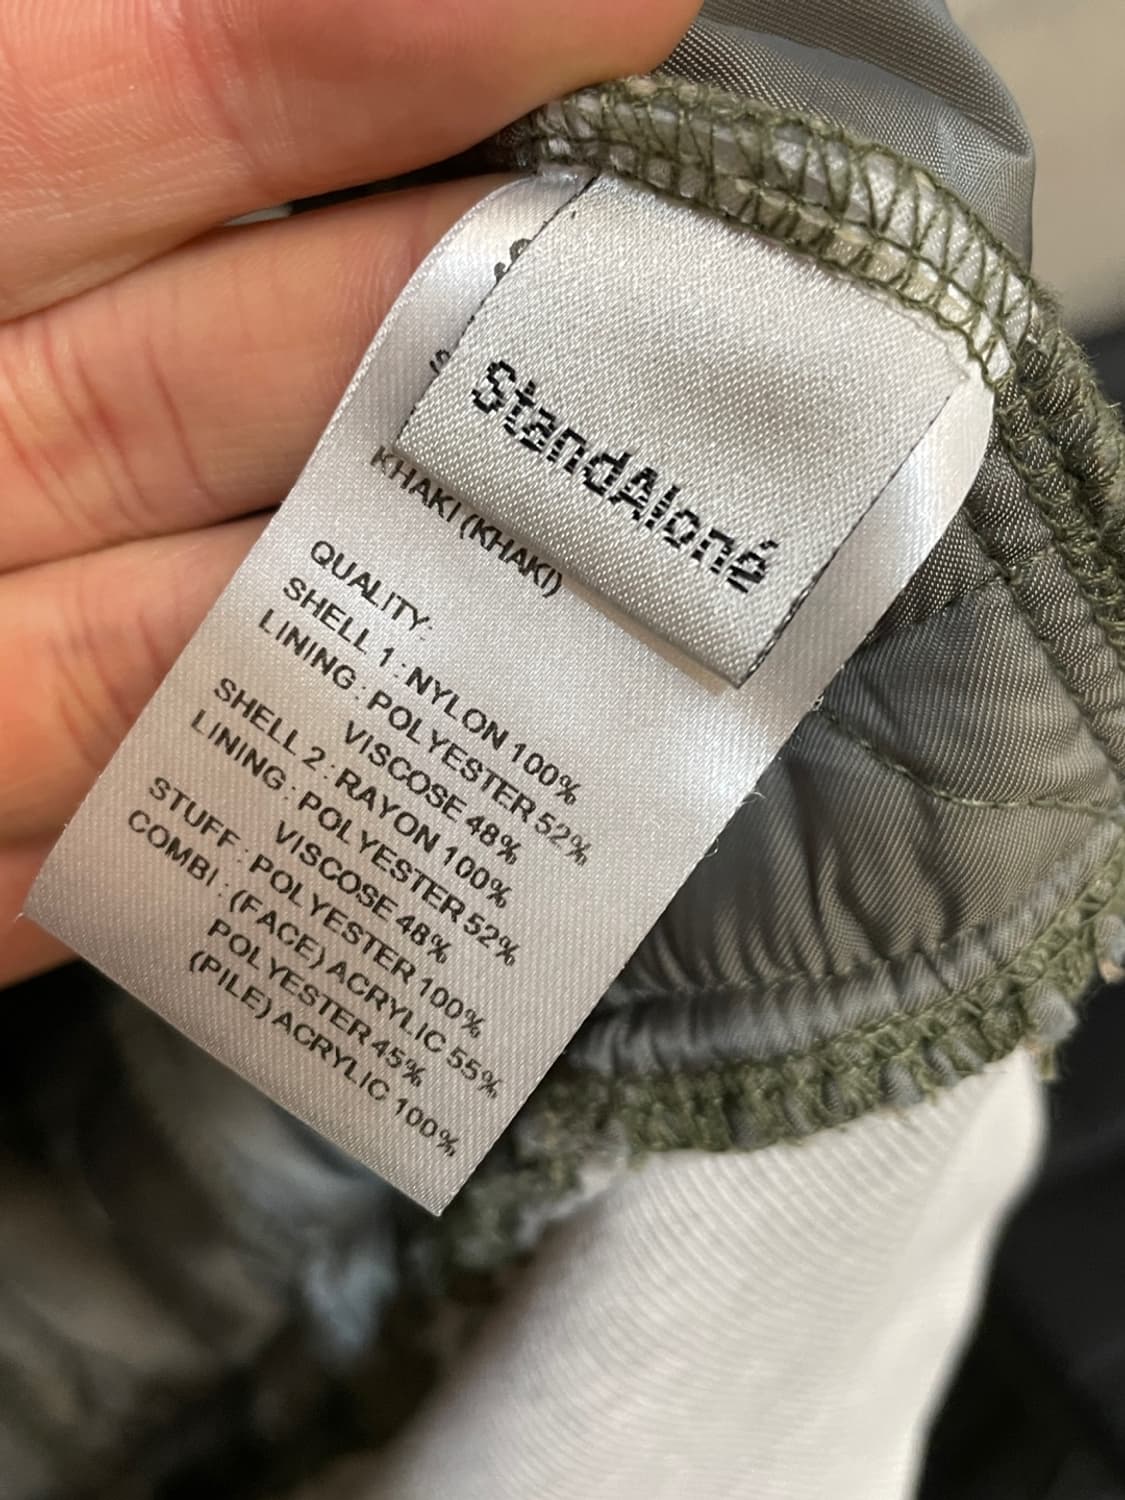 StandAloné
KHAKI (KHAKI)
QUALITY:
SHELL 1 : NYLON 100%
LINING : POLYESTER 52%
VISCOSE 48%
SHELL 2 : RAYON 100%
LINING : POLYESTER 52%
VISCOSE 48%
STUFF : POLYESTER 100%
COMBI : (FACE) ACRYLIC 55%
POLYESTER 45%
(PILE) ACRYLIC 100%